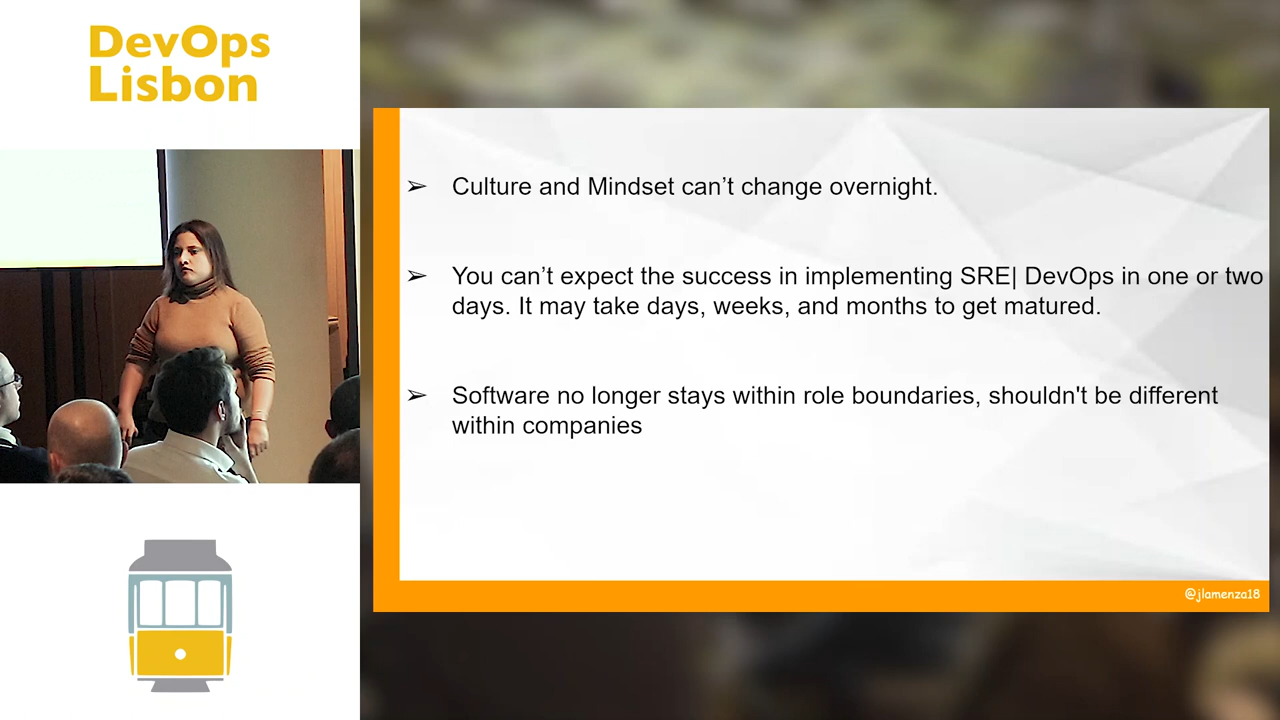 DevOps
Lisbon
➢ Culture and Mindset can’t change overnight.
➢ You can’t expect the success in implementing SRE| DevOps in one or two
days. It may take days, weeks, and months to get matured.
➢ Software no longer stays within role boundaries, shouldn't be different
within companies
@jlamenza18